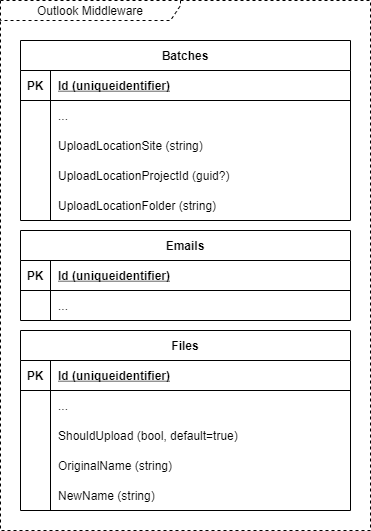 Outlook Middleware
Batches
PK Id (uniqueidentifier)
...
UploadLocationSite (string)
UploadLocationProjectId (guid?)
UploadLocationFolder (string)
Emails
PK Id (uniqueidentifier)
...
Files
PK Id (uniqueidentifier)
...
ShouldUpload (bool, default=true)
OriginalName (string)
NewName (string)